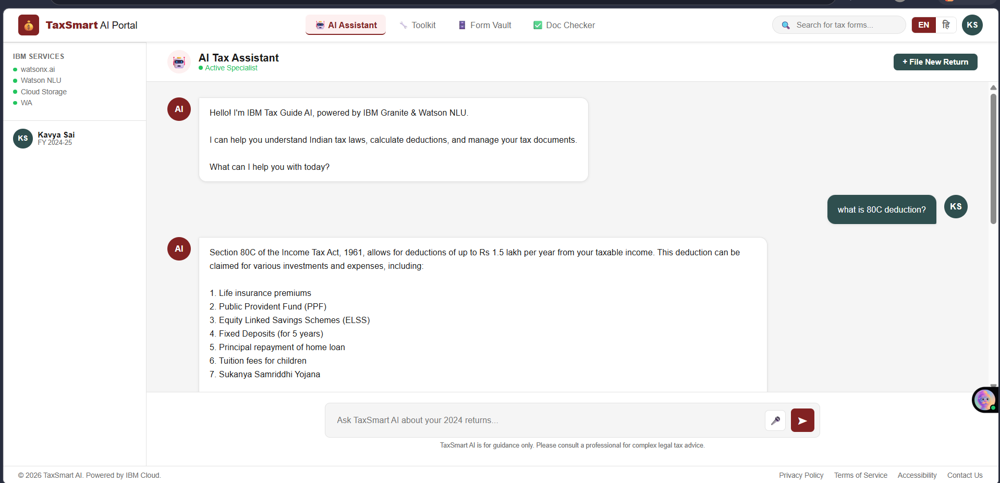 TaxSmart AI Portal
AI Assistant
Toolkit
Form Vault
Doc Checker
Search for tax forms...
EN
हि
KS
IBM SERVICES
watsonx.ai
Watson NLU
Cloud Storage
WA
KS
Kavya Sai
FY 2024-25
AI Tax Assistant
Active Specialist
+ File New Return
AI
Hello! I'm IBM Tax Guide AI, powered by IBM Granite & Watson NLU.
I can help you understand Indian tax laws, calculate deductions, and manage your tax documents.
What can I help you with today?
what is 80C deduction?
KS
AI
Section 80C of the Income Tax Act, 1961, allows for deductions of up to Rs 1.5 lakh per year from your taxable income. This deduction can be
claimed for various investments and expenses, including:
1. Life insurance premiums
2. Public Provident Fund (PPF)
3. Equity Linked Savings Schemes (ELSS)
4. Fixed Deposits (for 5 years)
5. Principal repayment of home loan
6. Tuition fees for children
7. Sukanya Samriddhi Yojana
Ask TaxSmart AI about your 2024 returns...
TaxSmart AI is for guidance only. Please consult a professional for complex legal tax advice.
© 2026 TaxSmart AI. Powered by IBM Cloud.
Privacy Policy
Terms of Service
Accessibility
Contact Us